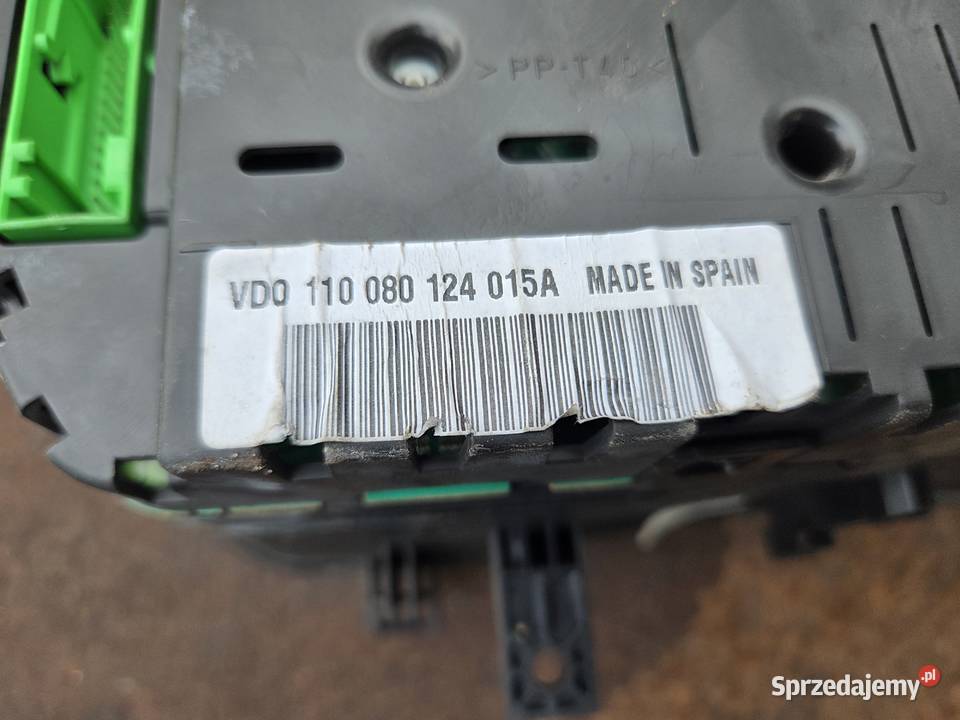 >PP-T40<
VDO 110 080 124 015A MADE IN SPAIN
Sprzedajemy.pl